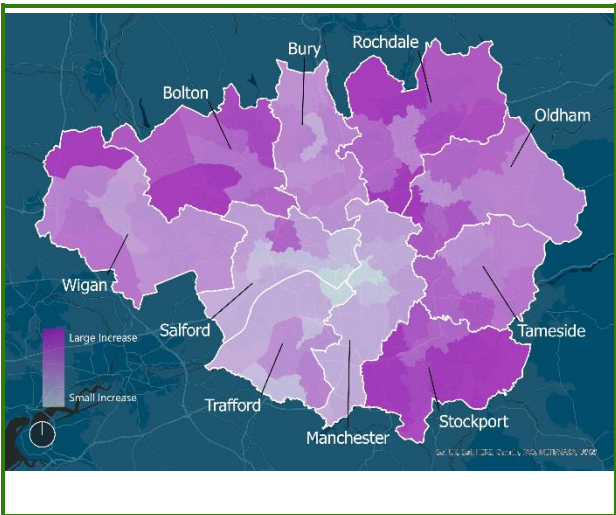 Rochdale
Bury
Bolton
Oldham
Wigan
Large Increase
Salford
Tameside
Small Increase
Trafford
Stockport
Manchester